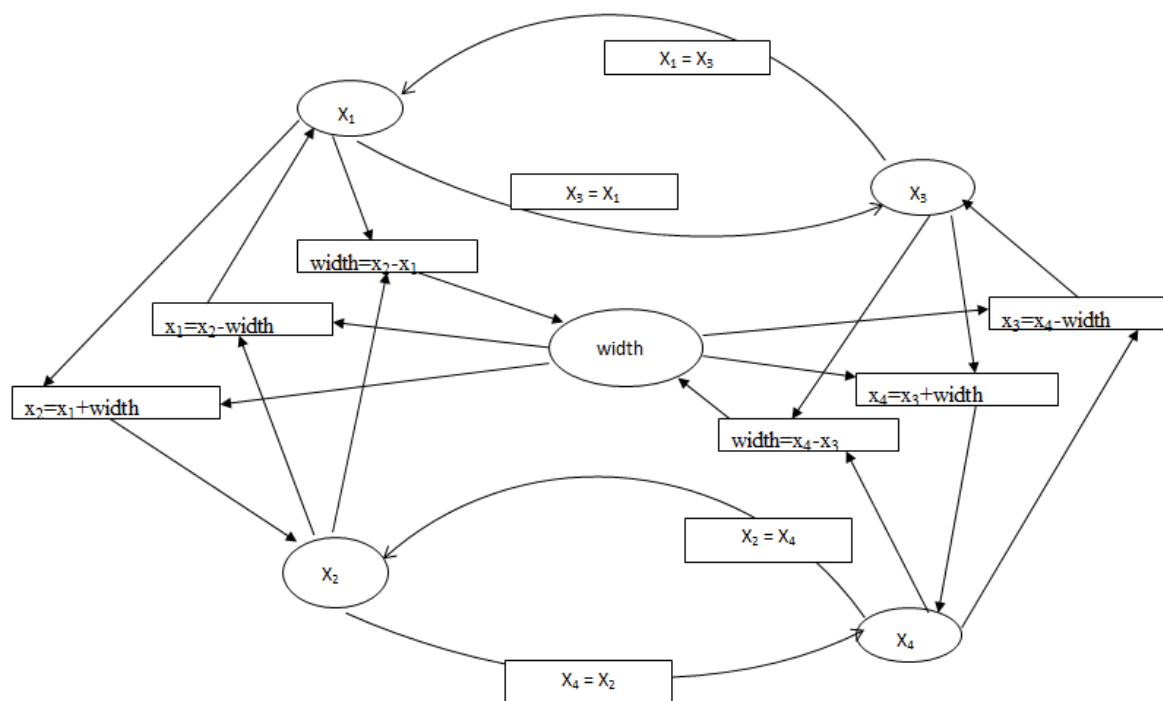 X₁ = X₃
X₁
X₃ = X₁
X₃
width=x₂-x₁
x₁=x₂-width
x₃=x₄-width
width
x₂=x₁+width
x₄=x₃+width
width=x₄-x₃
X₂ = X₄
X₂
X₄
X₄ = X₂